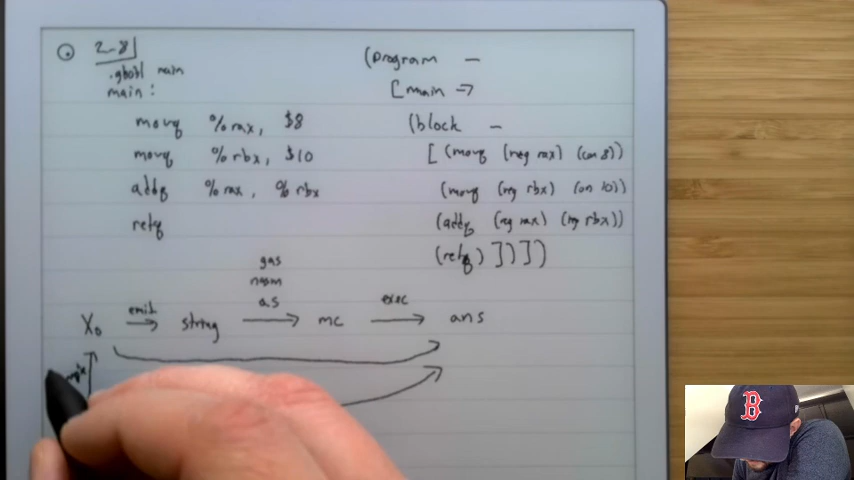 2-8
(program —
.globl main
[main ->
main:
movq %rax, $8
(block —
movq %rbx, $10
[ (movq (reg rax) (con 8))
addq %rax, %rbx
(movq (reg rbx) (con 10))
retq
(addq (reg rax) (reg rbx))
(retq) ])])
gas
nasm
X0 emit string as mc exec ans
B